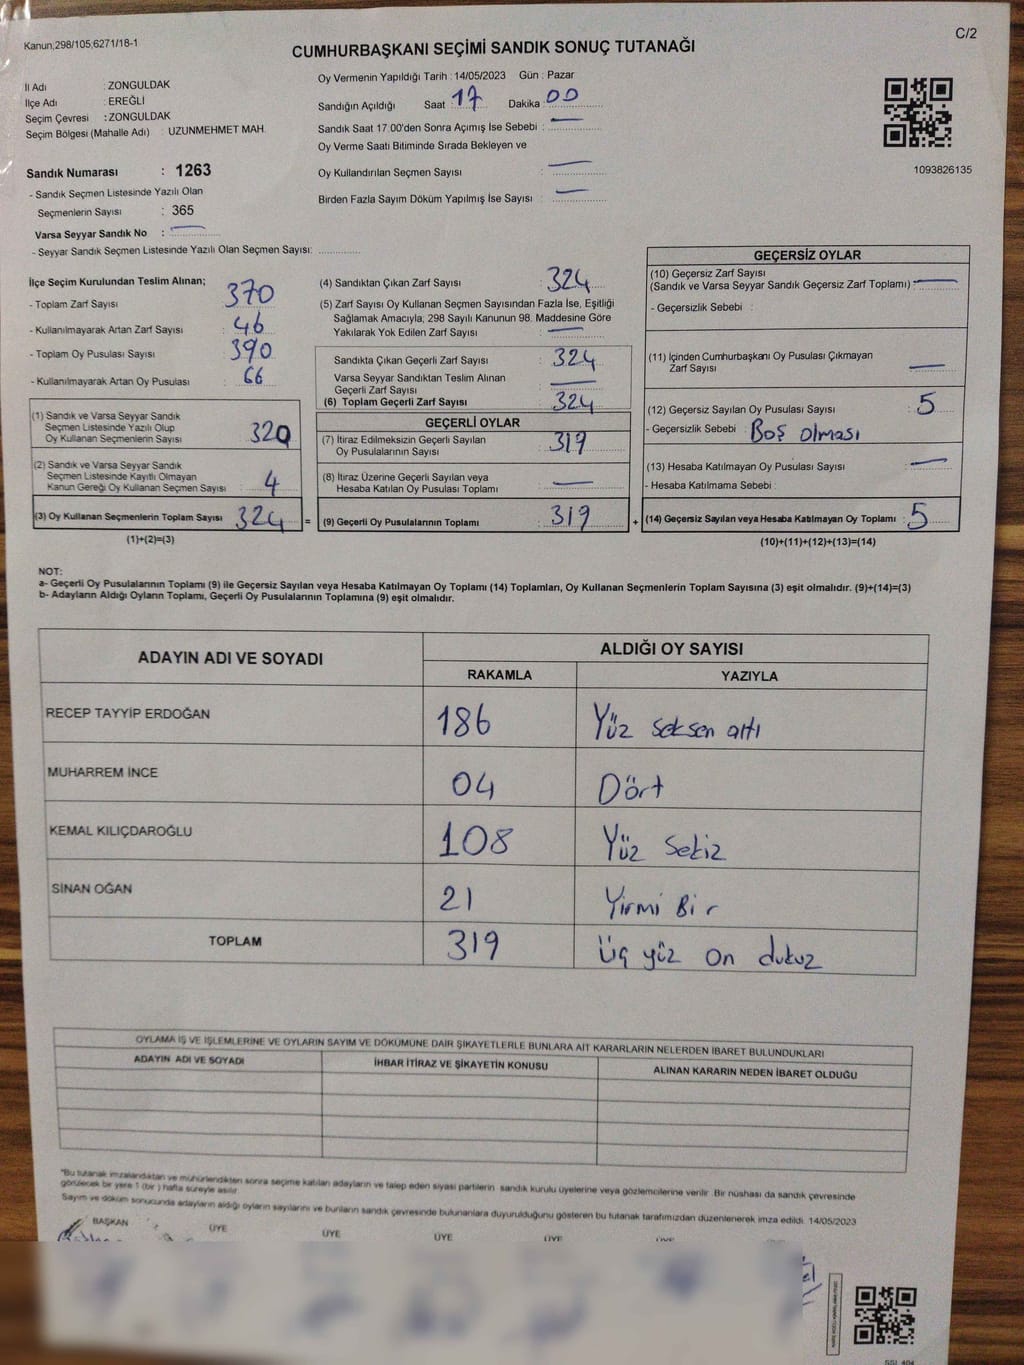 Kanun;298/105;6271/18-1
C/2
CUMHURBAŞKANI SEÇİMİ SANDIK SONUÇ TUTANAĞI
İl Adı : ZONGULDAK
İlçe Adı : EREĞLİ
Seçim Çevresi : ZONGULDAK
Seçim Bölgesi (Mahalle Adı) : UZUNMEHMET MAH.
Sandık Numarası : 1263
- Sandık Seçmen Listesinde Yazılı Olan
Seçmenlerin Sayısı : 365
Varsa Seyyar Sandık No :
- Seyyar Sandık Seçmen Listesinde Yazılı Olan Seçmen Sayısı:
Oy Vermenin Yapıldığı Tarih : 14/05/2023 Gün : Pazar
Sandığın Açıldığı Saat : 17 Dakika : 00
Sandık Saat 17.00'den Sonra Açımış İse Sebebi : —
Oy Verme Saati Bitiminde Sırada Bekleyen ve
Oy Kullandırılan Seçmen Sayısı : —
Birden Fazla Sayım Döküm Yapılmış İse Sayısı : —
1093826135
İlçe Seçim Kurulundan Teslim Alınan;
- Toplam Zarf Sayısı : 370
- Kullanılmayarak Artan Zarf Sayısı : 46
- Toplam Oy Pusulası Sayısı : 390
- Kullanılmayarak Artan Oy Pusulası : 66
(1) Sandık ve Varsa Seyyar Sandık
Seçmen Listesinde Yazılı Olup
Oy Kullanan Seçmenlerin Sayısı 320
(2) Sandık ve Varsa Seyyar Sandık
Seçmen Listesinde Kayıtlı Olmayan
Kanun Gereği Oy Kullanan Seçmen Sayısı 4
(3) Oy Kullanan Seçmenlerin Toplam Sayısı 324
(1)+(2)=(3)
(4) Sandıktan Çıkan Zarf Sayısı : 324
(5) Zarf Sayısı Oy Kullanan Seçmen Sayısından Fazla İse, Eşitliği
Sağlamak Amacıyla; 298 Sayılı Kanunun 98. Maddesine Göre
Yakılarak Yok Edilen Zarf Sayısı : —
Sandıkta Çıkan Geçerli Zarf Sayısı : 324
Varsa Seyyar Sandıktan Teslim Alınan
Geçerli Zarf Sayısı : —
(6) Toplam Geçerli Zarf Sayısı : 324
GEÇERLİ OYLAR
(7) İtiraz Edilmeksizin Geçerli Sayılan
Oy Pusulalarının Sayısı : 319
(8) İtiraz Üzerine Geçerli Sayılan veya
Hesaba Katılan Oy Pusulası Toplamı : —
= (9) Geçerli Oy Pusulalarının Toplamı : 319
GEÇERSİZ OYLAR
(10) Geçersiz Zarf Sayısı
(Sandık ve Varsa Seyyar Sandık Geçersiz Zarf Toplamı) : —
- Geçersizlik Sebebi :
(11) İçinden Cumhurbaşkanı Oy Pusulası Çıkmayan
Zarf Sayısı : —
(12) Geçersiz Sayılan Oy Pusulası Sayısı : 5
- Geçersizlik Sebebi : Boş olması
(13) Hesaba Katılmayan Oy Pusulası Sayısı : —
- Hesaba Katılmama Sebebi :
+ (14) Geçersiz Sayılan veya Hesaba Katılmayan Oy Toplamı : 5
(10)+(11)+(12)+(13)=(14)
NOT:
a- Geçerli Oy Pusulalarının Toplamı (9) ile Geçersiz Sayılan veya Hesaba Katılmayan Oy Toplamı (14) Toplamları, Oy Kullanan Seçmenlerin Toplam Sayısına (3) eşit olmalıdır. (9)+(14)=(3)
b- Adayların Aldığı Oyların Toplamı, Geçerli Oy Pusulalarının Toplamına (9) eşit olmalıdır.
ADAYIN ADI VE SOYADI ALDIĞI OY SAYISI
RAKAMLA YAZIYLA
RECEP TAYYİP ERDOĞAN 186 Yüz seksen altı
MUHARREM İNCE 04 Dört
KEMAL KILIÇDAROĞLU 108 Yüz Sekiz
SİNAN OĞAN 21 Yirmi Bir
TOPLAM 319 Üç yüz on dukuz
OYLAMA İŞ VE İŞLEMLERİNE VE OYLARIN SAYIM VE DÖKÜMÜNE DAİR ŞİKAYETLERLE BUNLARA AİT KARARLARIN NELERDEN İBARET BULUNDUKLARI
ADAYIN ADI VE SOYADI İHBAR İTİRAZ VE ŞİKAYETİN KONUSU ALINAN KARARIN NEDEN İBARET OLDUĞU
"Bu tutanak imzalandıktan ve mühürlendikten sonra seçime katılan adayların ve talep eden siyasi partilerin sandık kurulu üyelerine veya gözlemcilerine verilir. Bir nüshası da sandık çevresinde
görülecek bir yere 1 (bir ) hafta süreyle asılır.
Sayım ve döküm sonucunda adayların aldığı oyların sayılarını ve bunların sandık çevresinde bulunanlara duyurulduğunu gösteren bu tutanak tarafımızdan düzenlenerek imza edildi. 14/05/2023
BAŞKAN ÜYE ÜYE ÜYE ÜYE ÜYE